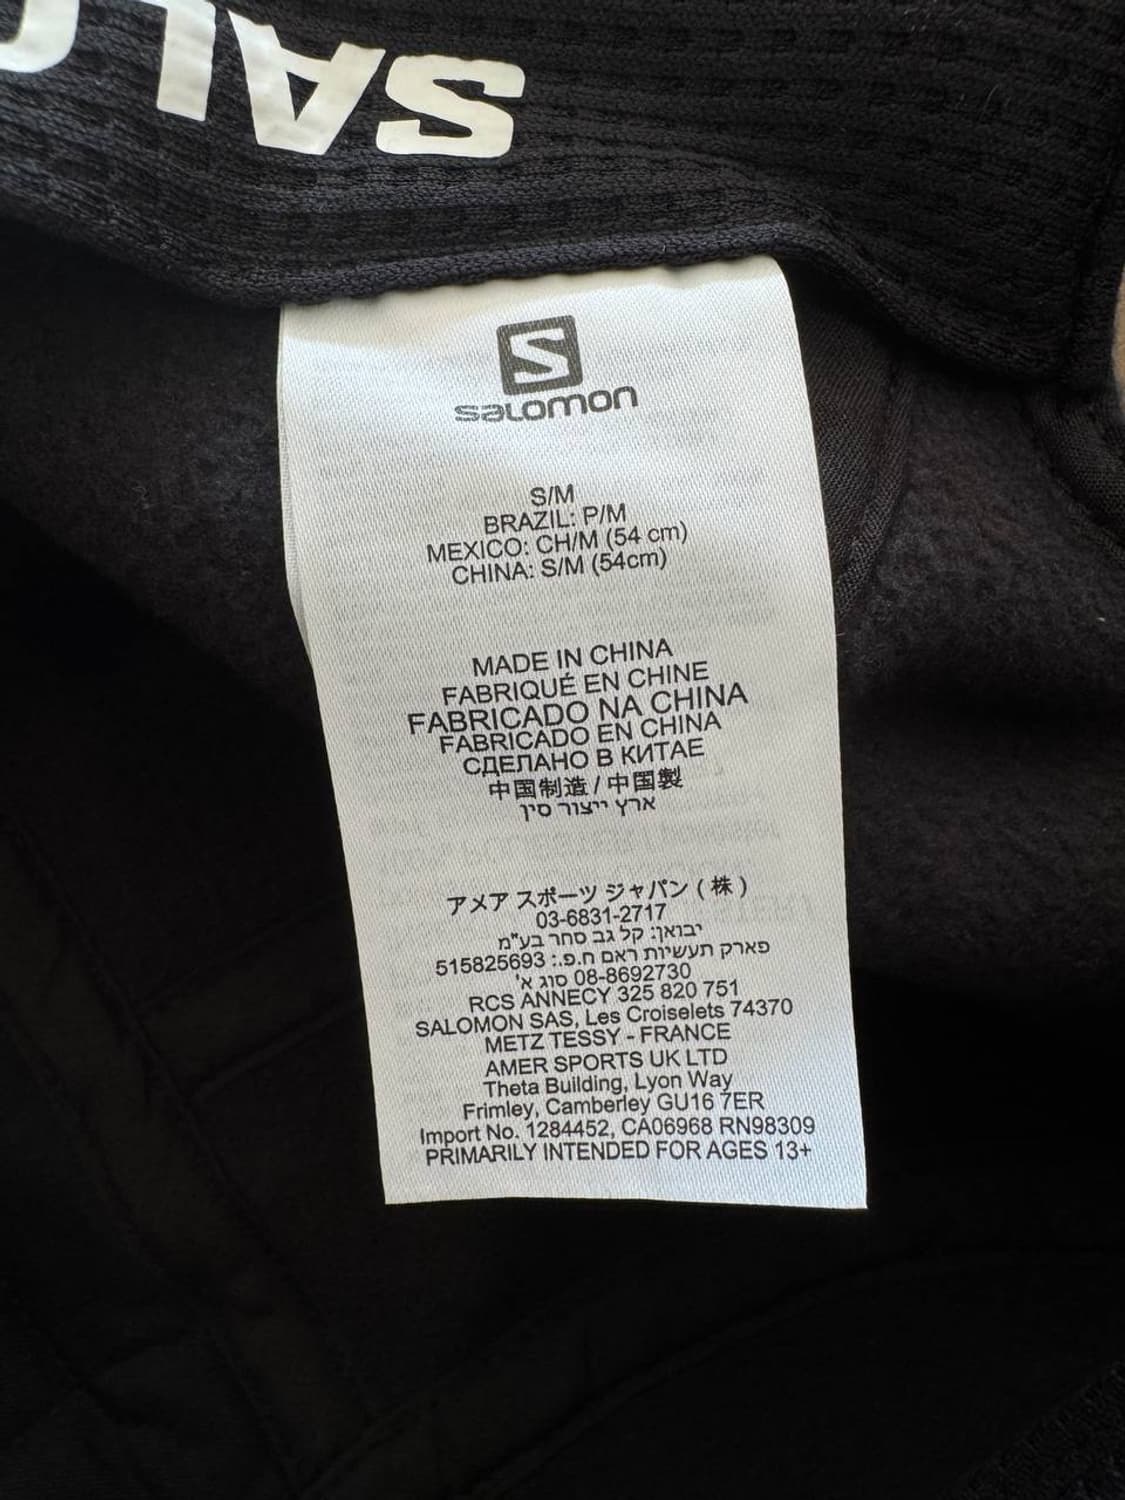 SALO
S
salomon
S/M
BRAZIL: P/M
MEXICO: CH/M (54 cm)
CHINA: S/M (54cm)
MADE IN CHINA
FABRIQUÉ EN CHINE
FABRICADO NA CHINA
FABRICADO EN CHINA
СДЕЛАНО В КИТАЕ
中国制造 / 中国製
ארץ ייצור סין
アメア スポーツ ジャパン ( 株 )
03-6831-2717
יבואן: קל גב סחר בע"מ
פארק תעשיות ראם ח.פ.: 515825693
08-8692730 סוג א'
RCS ANNECY 325 820 751
SALOMON SAS, Les Croiselets 74370
METZ TESSY - FRANCE
AMER SPORTS UK LTD
Theta Building, Lyon Way
Frimley, Camberley GU16 7ER
Import No. 1284452, CA06968 RN98309
PRIMARILY INTENDED FOR AGES 13+